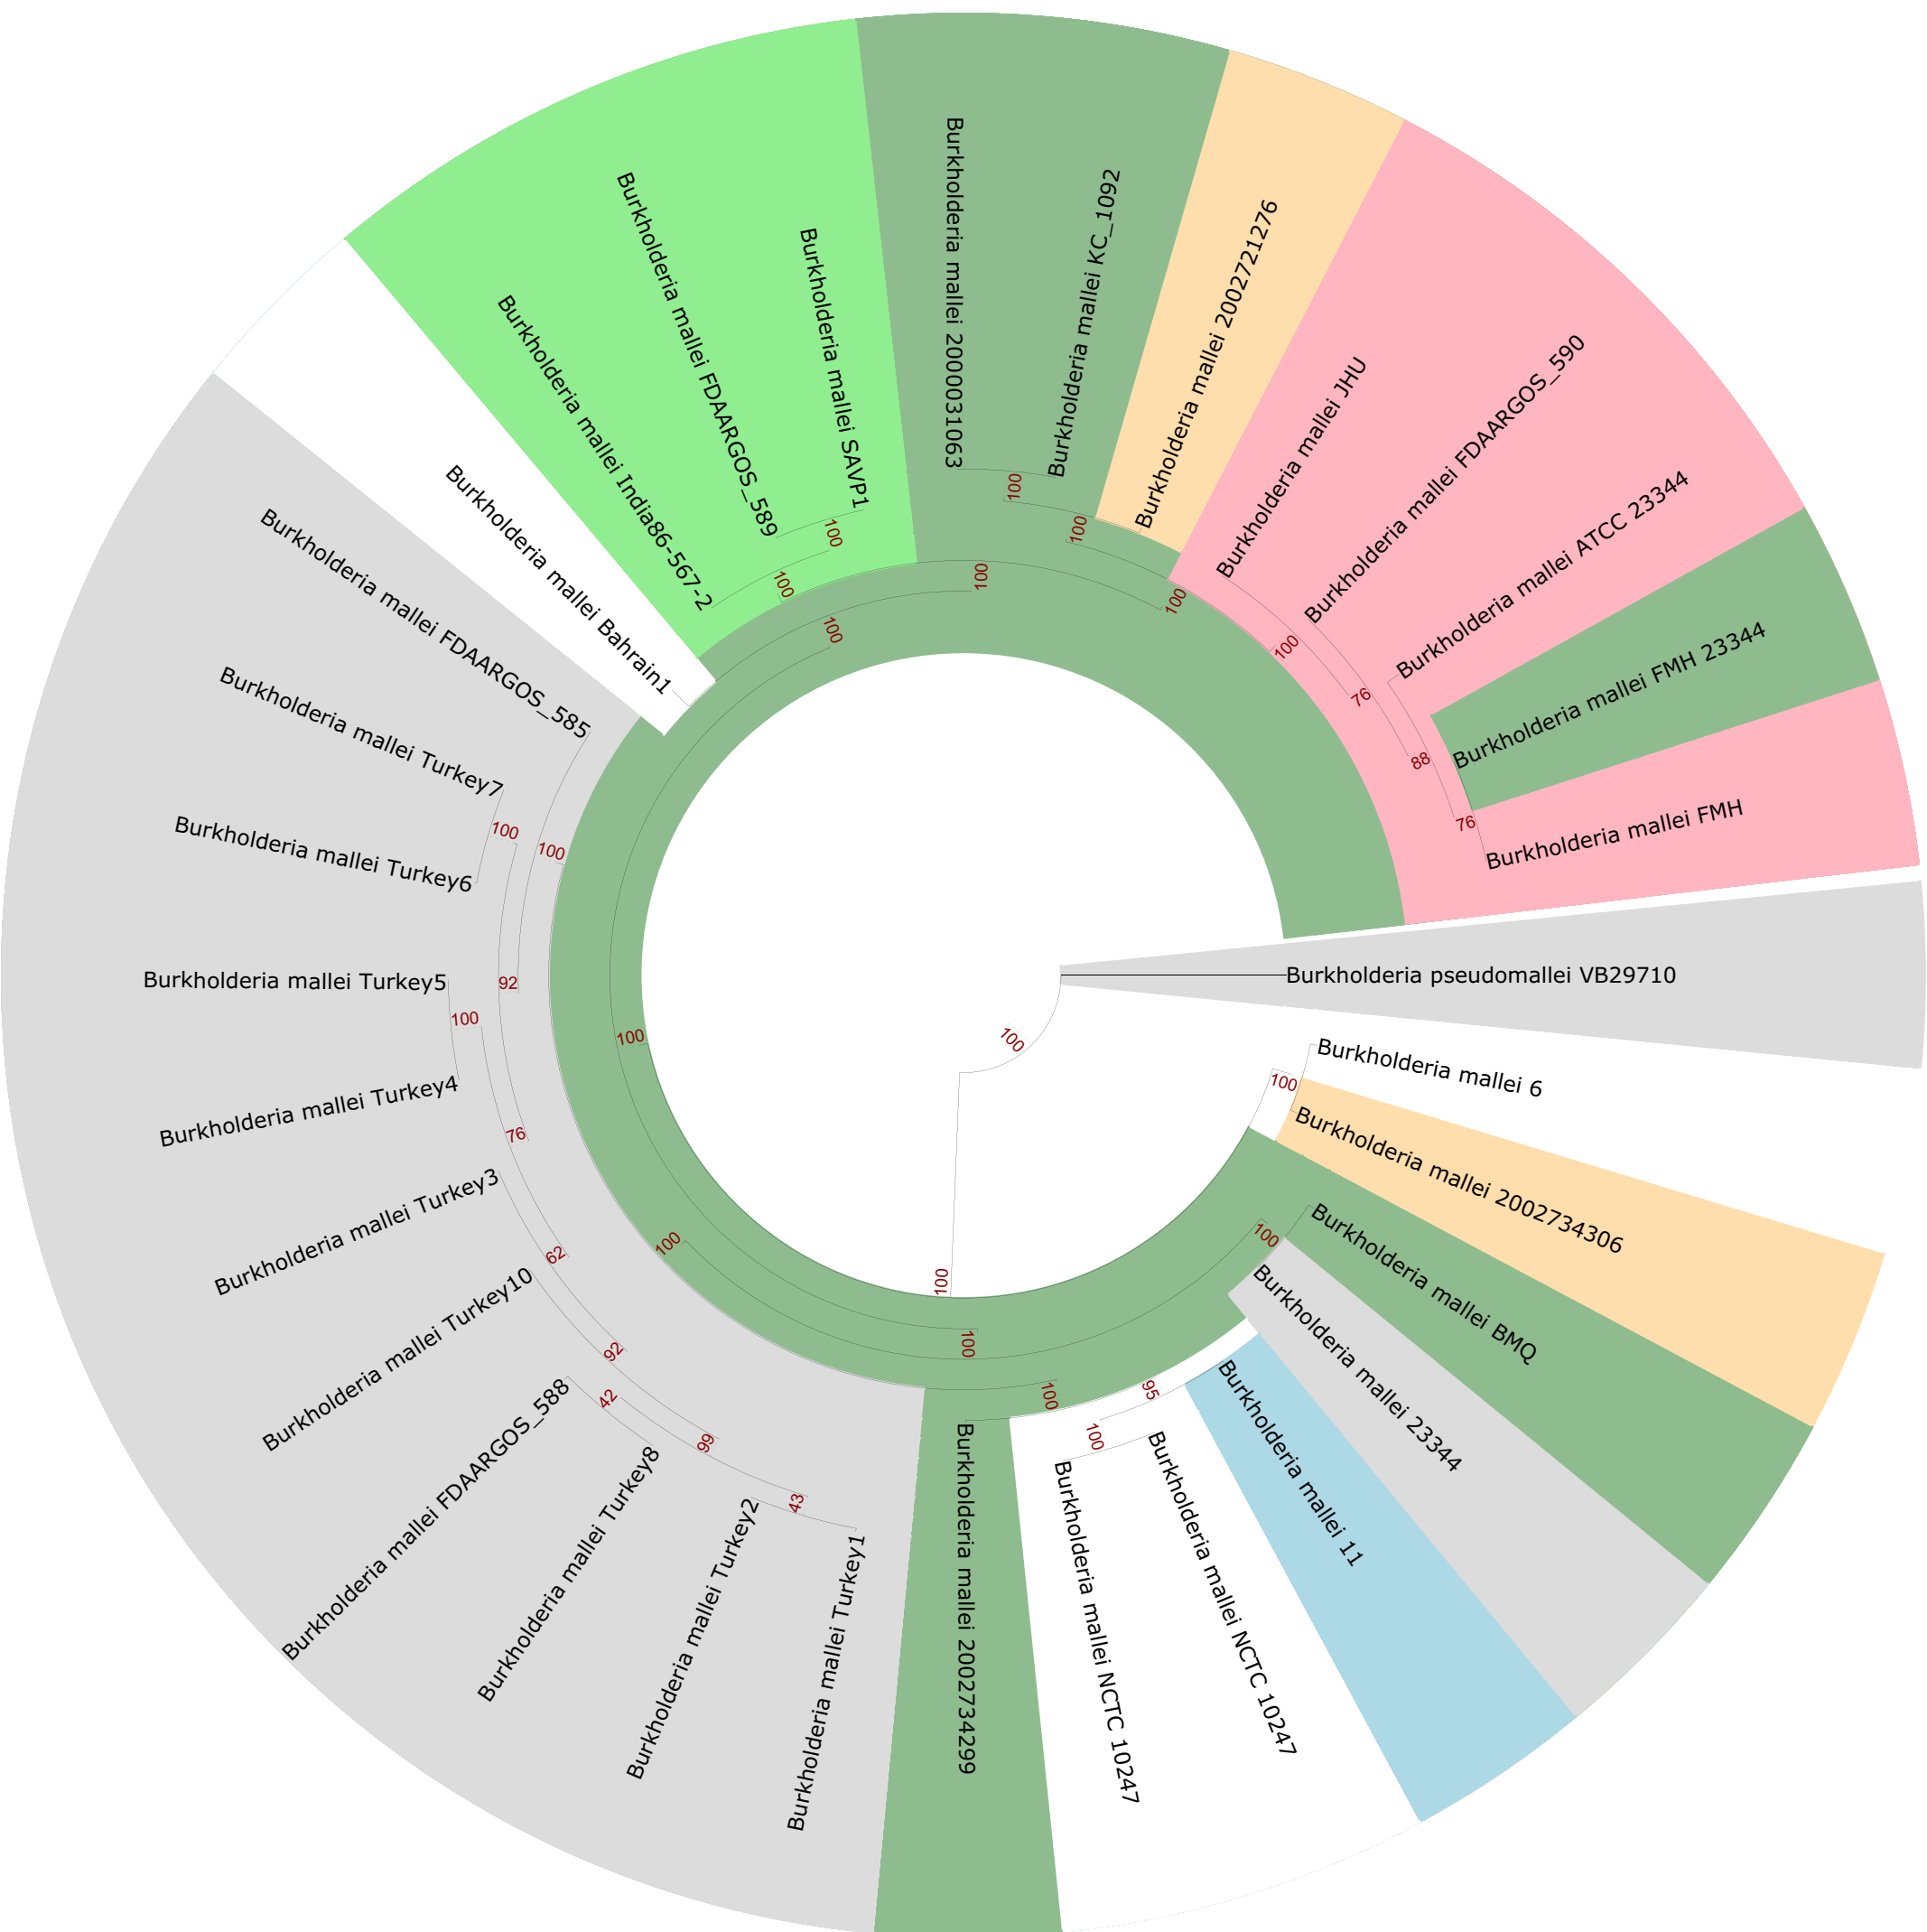 Burkholderia mallei 2000031063
Burkholderia mallei KC_1092
Burkholderia mallei 2002721276
Burkholderia mallei JHU
Burkholderia mallei FDAARGOS_590
Burkholderia mallei ATCC 23344
Burkholderia mallei FMH 23344
Burkholderia mallei FMH
Burkholderia pseudomallei VB29710
Burkholderia mallei 6
Burkholderia mallei 2002734306
Burkholderia mallei BMQ
Burkholderia mallei 23344
Burkholderia mallei 11
Burkholderia mallei NCTC 10247
Burkholderia mallei NCTC 10247
Burkholderia mallei 2002734299
Burkholderia mallei Turkey1
Burkholderia mallei Turkey2
Burkholderia mallei Turkey8
Burkholderia mallei FDAARGOS_588
Burkholderia mallei Turkey10
Burkholderia mallei Turkey3
Burkholderia mallei Turkey4
Burkholderia mallei Turkey5
Burkholderia mallei Turkey6
Burkholderia mallei Turkey7
Burkholderia mallei FDAARGOS_585
Burkholderia mallei Bahrain1
Burkholderia mallei India86-567-2
Burkholderia mallei FDAARGOS_589
Burkholderia mallei SAVP1
100
100
100
100
100
76
88
76
100
100
100
100
100
100
95
100
100
100
100
43
99
42
92
62
76
100
92
100
100
100
100
100
100